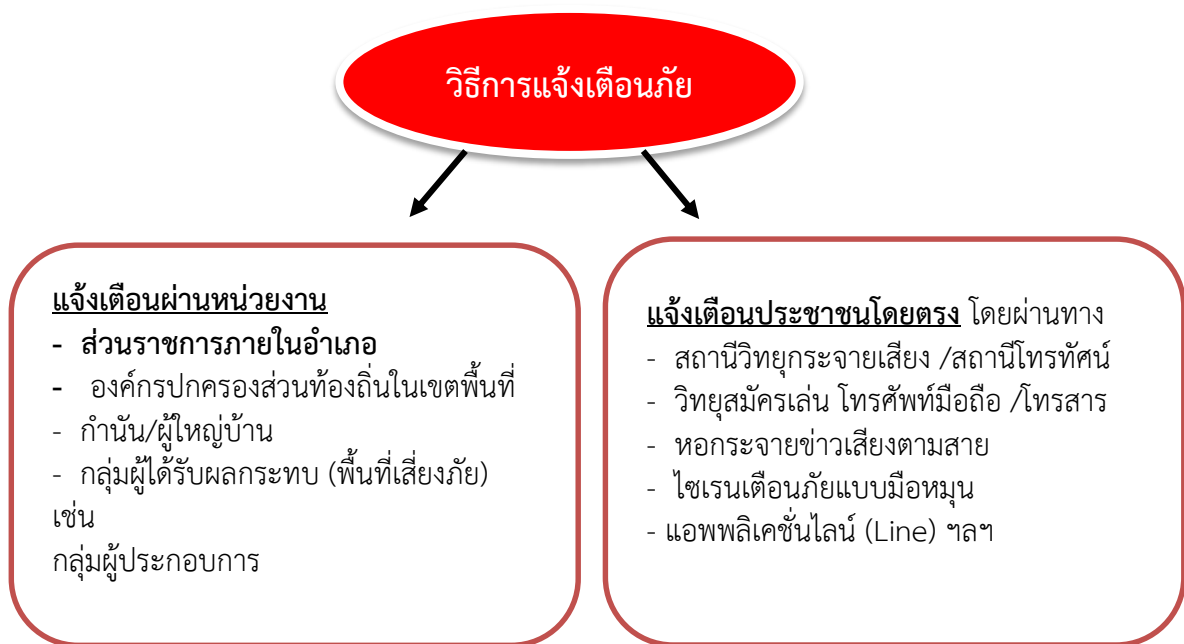 วิธีการแจ้งเตือนภัย
แจ้งเตือนผ่านหน่วยงาน
- ส่วนราชการภายในอำเภอ
- องค์กรปกครองส่วนท้องถิ่นในเขตพื้นที่
- กำนัน/ผู้ใหญ่บ้าน
- กลุ่มผู้ได้รับผลกระทบ (พื้นที่เสี่ยงภัย)
เช่น
กลุ่มผู้ประกอบการ
แจ้งเตือนประชาชนโดยตรง โดยผ่านทาง
- สถานีวิทยุกระจายเสียง /สถานีโทรทัศน์
- วิทยุสมัครเล่น โทรศัพท์มือถือ /โทรสาร
- หอกระจายข่าวเสียงตามสาย
- ไซเรนเตือนภัยแบบมือหมุน
- แอพพลิเคชั่นไลน์ (Line) ฯลฯ